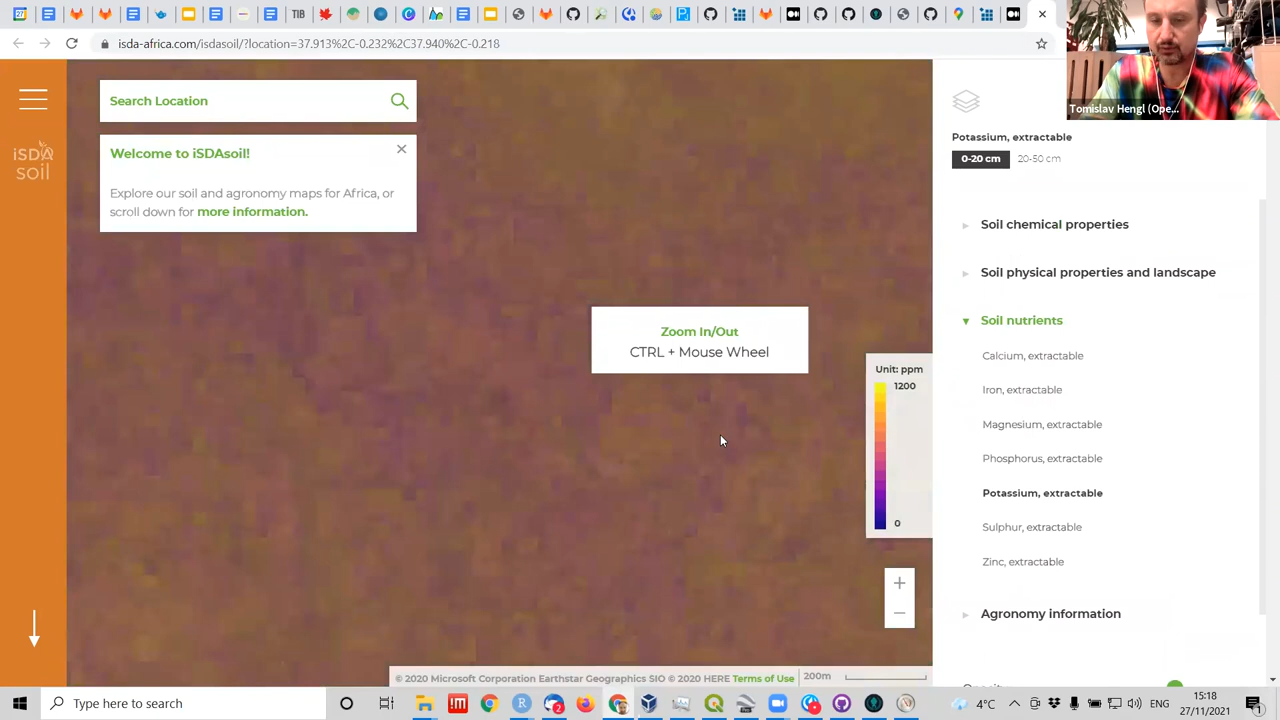 27
TIB
isda-africa.com/isdasoil/?location=37.913%2C-0.232%2C37.940%2C-0.218
Tomislav Hengl (Ope...
iSDA
soil
Search Location
Welcome to iSDAsoil!
Explore our soil and agronomy maps for Africa, or
scroll down for more information.
Zoom In/Out
CTRL + Mouse Wheel
Unit: ppm
1200
0
+
−
© 2020 Microsoft Corporation Earthstar Geographics SIO © 2020 HERE Terms of Use
200m
Potassium, extractable
0-20 cm 20-50 cm
Soil chemical properties
Soil physical properties and landscape
Soil nutrients
Calcium, extractable
Iron, extractable
Magnesium, extractable
Phosphorus, extractable
Potassium, extractable
Sulphur, extractable
Zinc, extractable
Agronomy information
Type here to search
4°C
ENG
15:18
27/11/2021